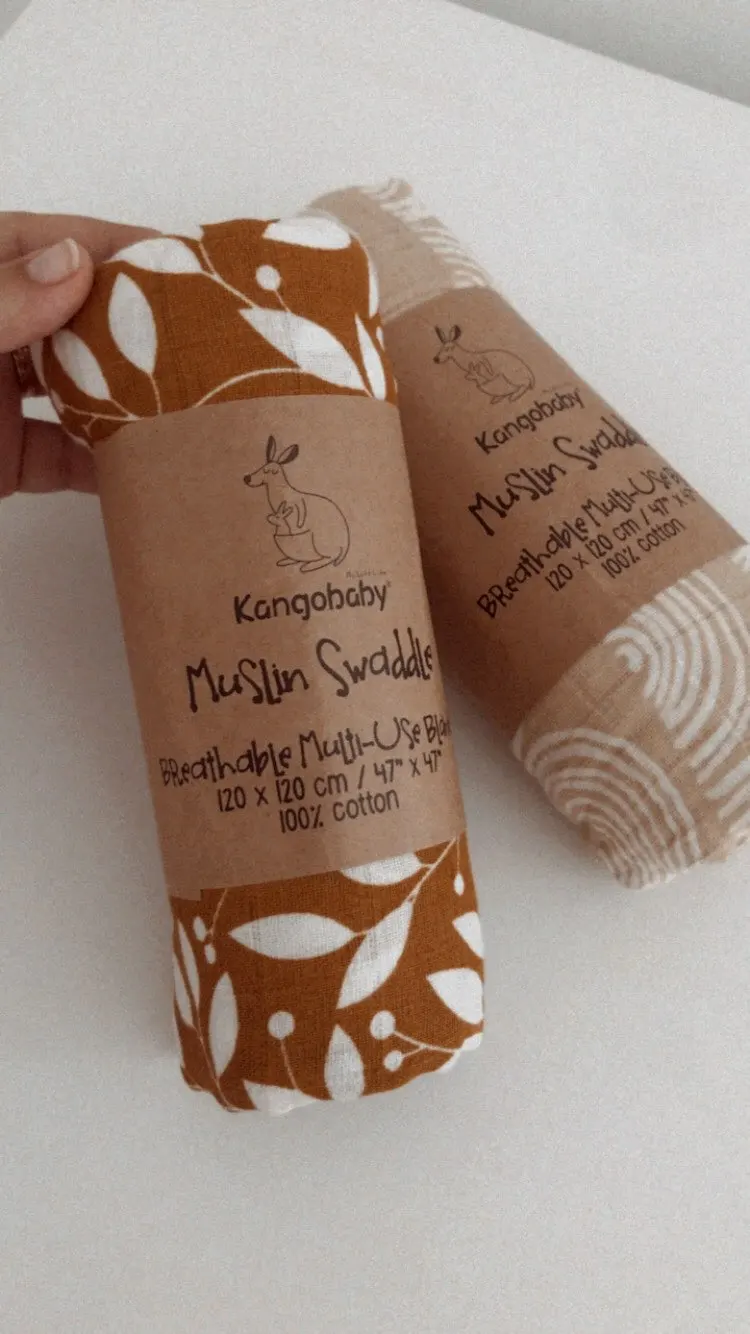 Kangobaby®
Muslin Swaddle
Breathable Multi-Use
120 x 120 cm / 47" x 47"
100% cotton
Kangobaby
Muslin
Breathable Multi-Use
120 x 120 cm / 47" x
100% cotton